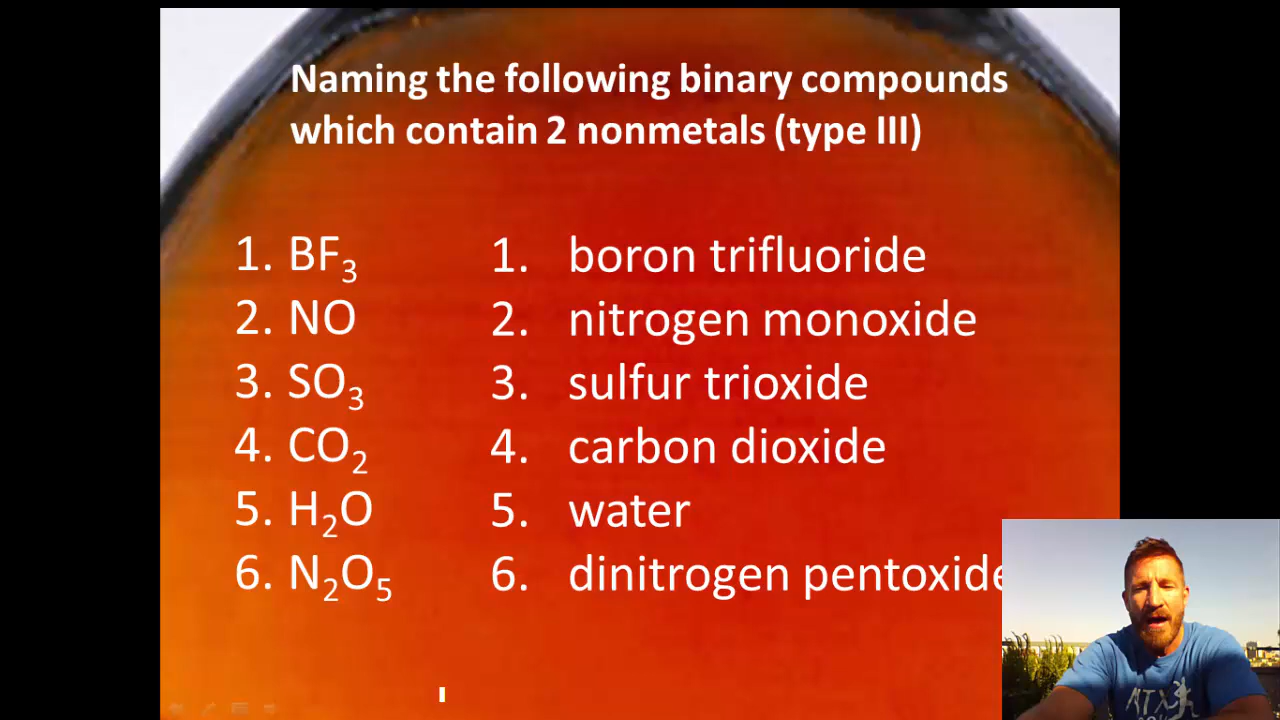 Naming the following binary compounds
which contain 2 nonmetals (type III)
1. BF₃ 1. boron trifluoride
2. NO 2. nitrogen monoxide
3. SO₃ 3. sulfur trioxide
4. CO₂ 4. carbon dioxide
5. H₂O 5. water
6. N₂O₅ 6. dinitrogen pentoxide
ATX